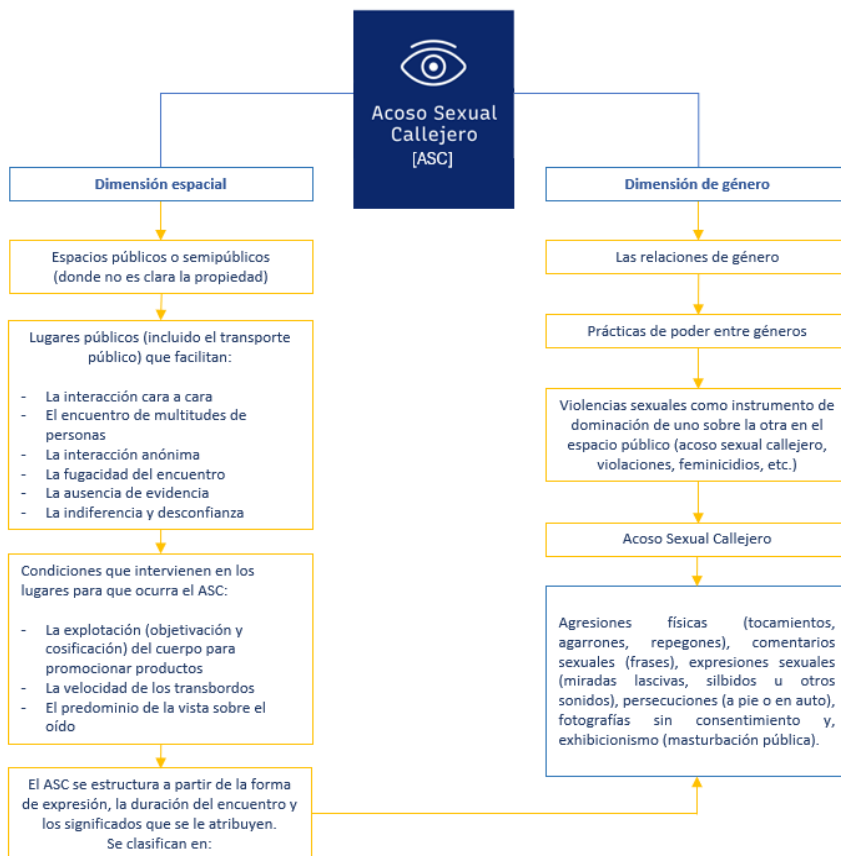 Acoso Sexual
Callejero
[ASC]
Dimensión espacial
Espacios públicos o semipúblicos
(donde no es clara la propiedad)
Lugares públicos (incluido el transporte
público) que facilitan:
- La interacción cara a cara
- El encuentro de multitudes de
personas
- La interacción anónima
- La fugacidad del encuentro
- La ausencia de evidencia
- La indiferencia y desconfianza
Condiciones que intervienen en los
lugares para que ocurra el ASC:
- La explotación (objetivación y
cosificación) del cuerpo para
promocionar productos
- La velocidad de los transbordos
- El predominio de la vista sobre el
oído
El ASC se estructura a partir de la forma
de expresión, la duración del encuentro y
los significados que se le atribuyen.
Se clasifican en:
Dimensión de género
Las relaciones de género
Prácticas de poder entre géneros
Violencias sexuales como instrumento de
dominación de uno sobre la otra en el
espacio público (acoso sexual callejero,
violaciones, feminicidios, etc.)
Acoso Sexual Callejero
Agresiones físicas (tocamientos,
agarrones, repegones), comentarios
sexuales (frases), expresiones sexuales
(miradas lascivas, silbidos u otros
sonidos), persecuciones (a pie o en auto),
fotografías sin consentimiento y,
exhibicionismo (masturbación pública).